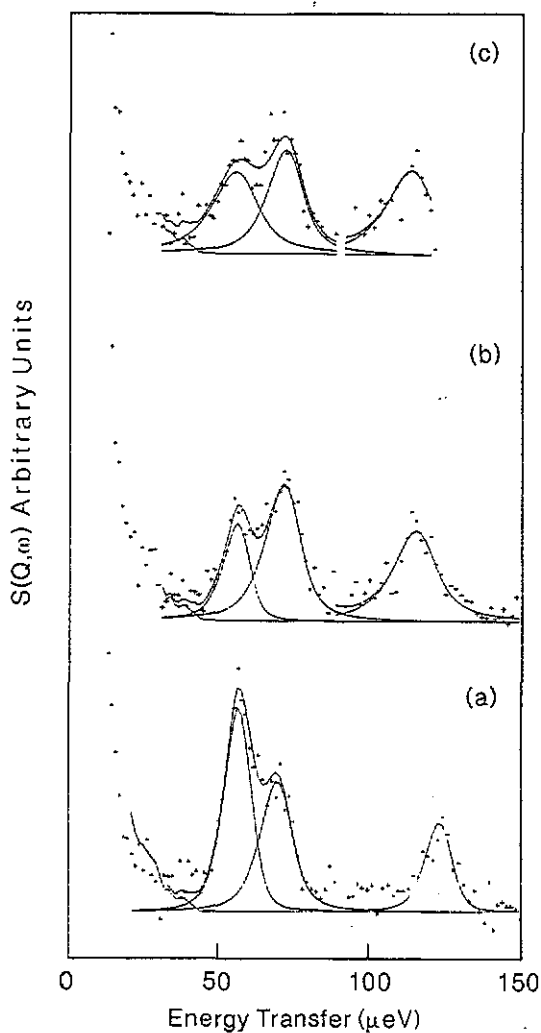 (c)
(b)
(a)
S(Q,ω) Arbitrary Units
0 50 100 150
Energy Transfer (μeV)